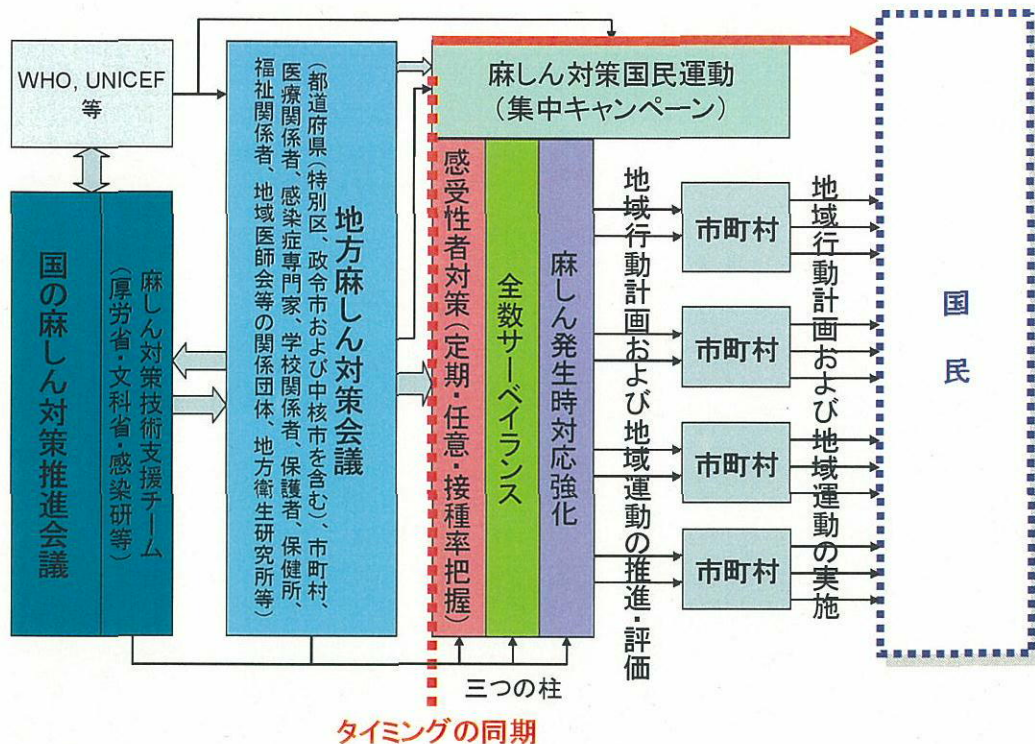 WHO, UNICEF
等
国の麻しん対策推進会議
麻しん対策技術支援チーム
(厚労省・文科省・感染研等)
地方麻しん対策会議
(都道府県(特別区、政令市および中核市を含む)、市町村、
医療関係者、感染症専門家、学校関係者、保護者、保健所、
福祉関係者、地域医師会等の関係団体、地方衛生研究所等)
麻しん対策国民運動
(集中キャンペーン)
感受性者対策(定期・任意・接種率把握)
全数サーベイランス
麻しん発生時対応強化
三つの柱
タイミングの同期
地域行動計画および地域運動の推進・評価
市町村
市町村
市町村
市町村
地域行動計画および地域運動の実施
国民